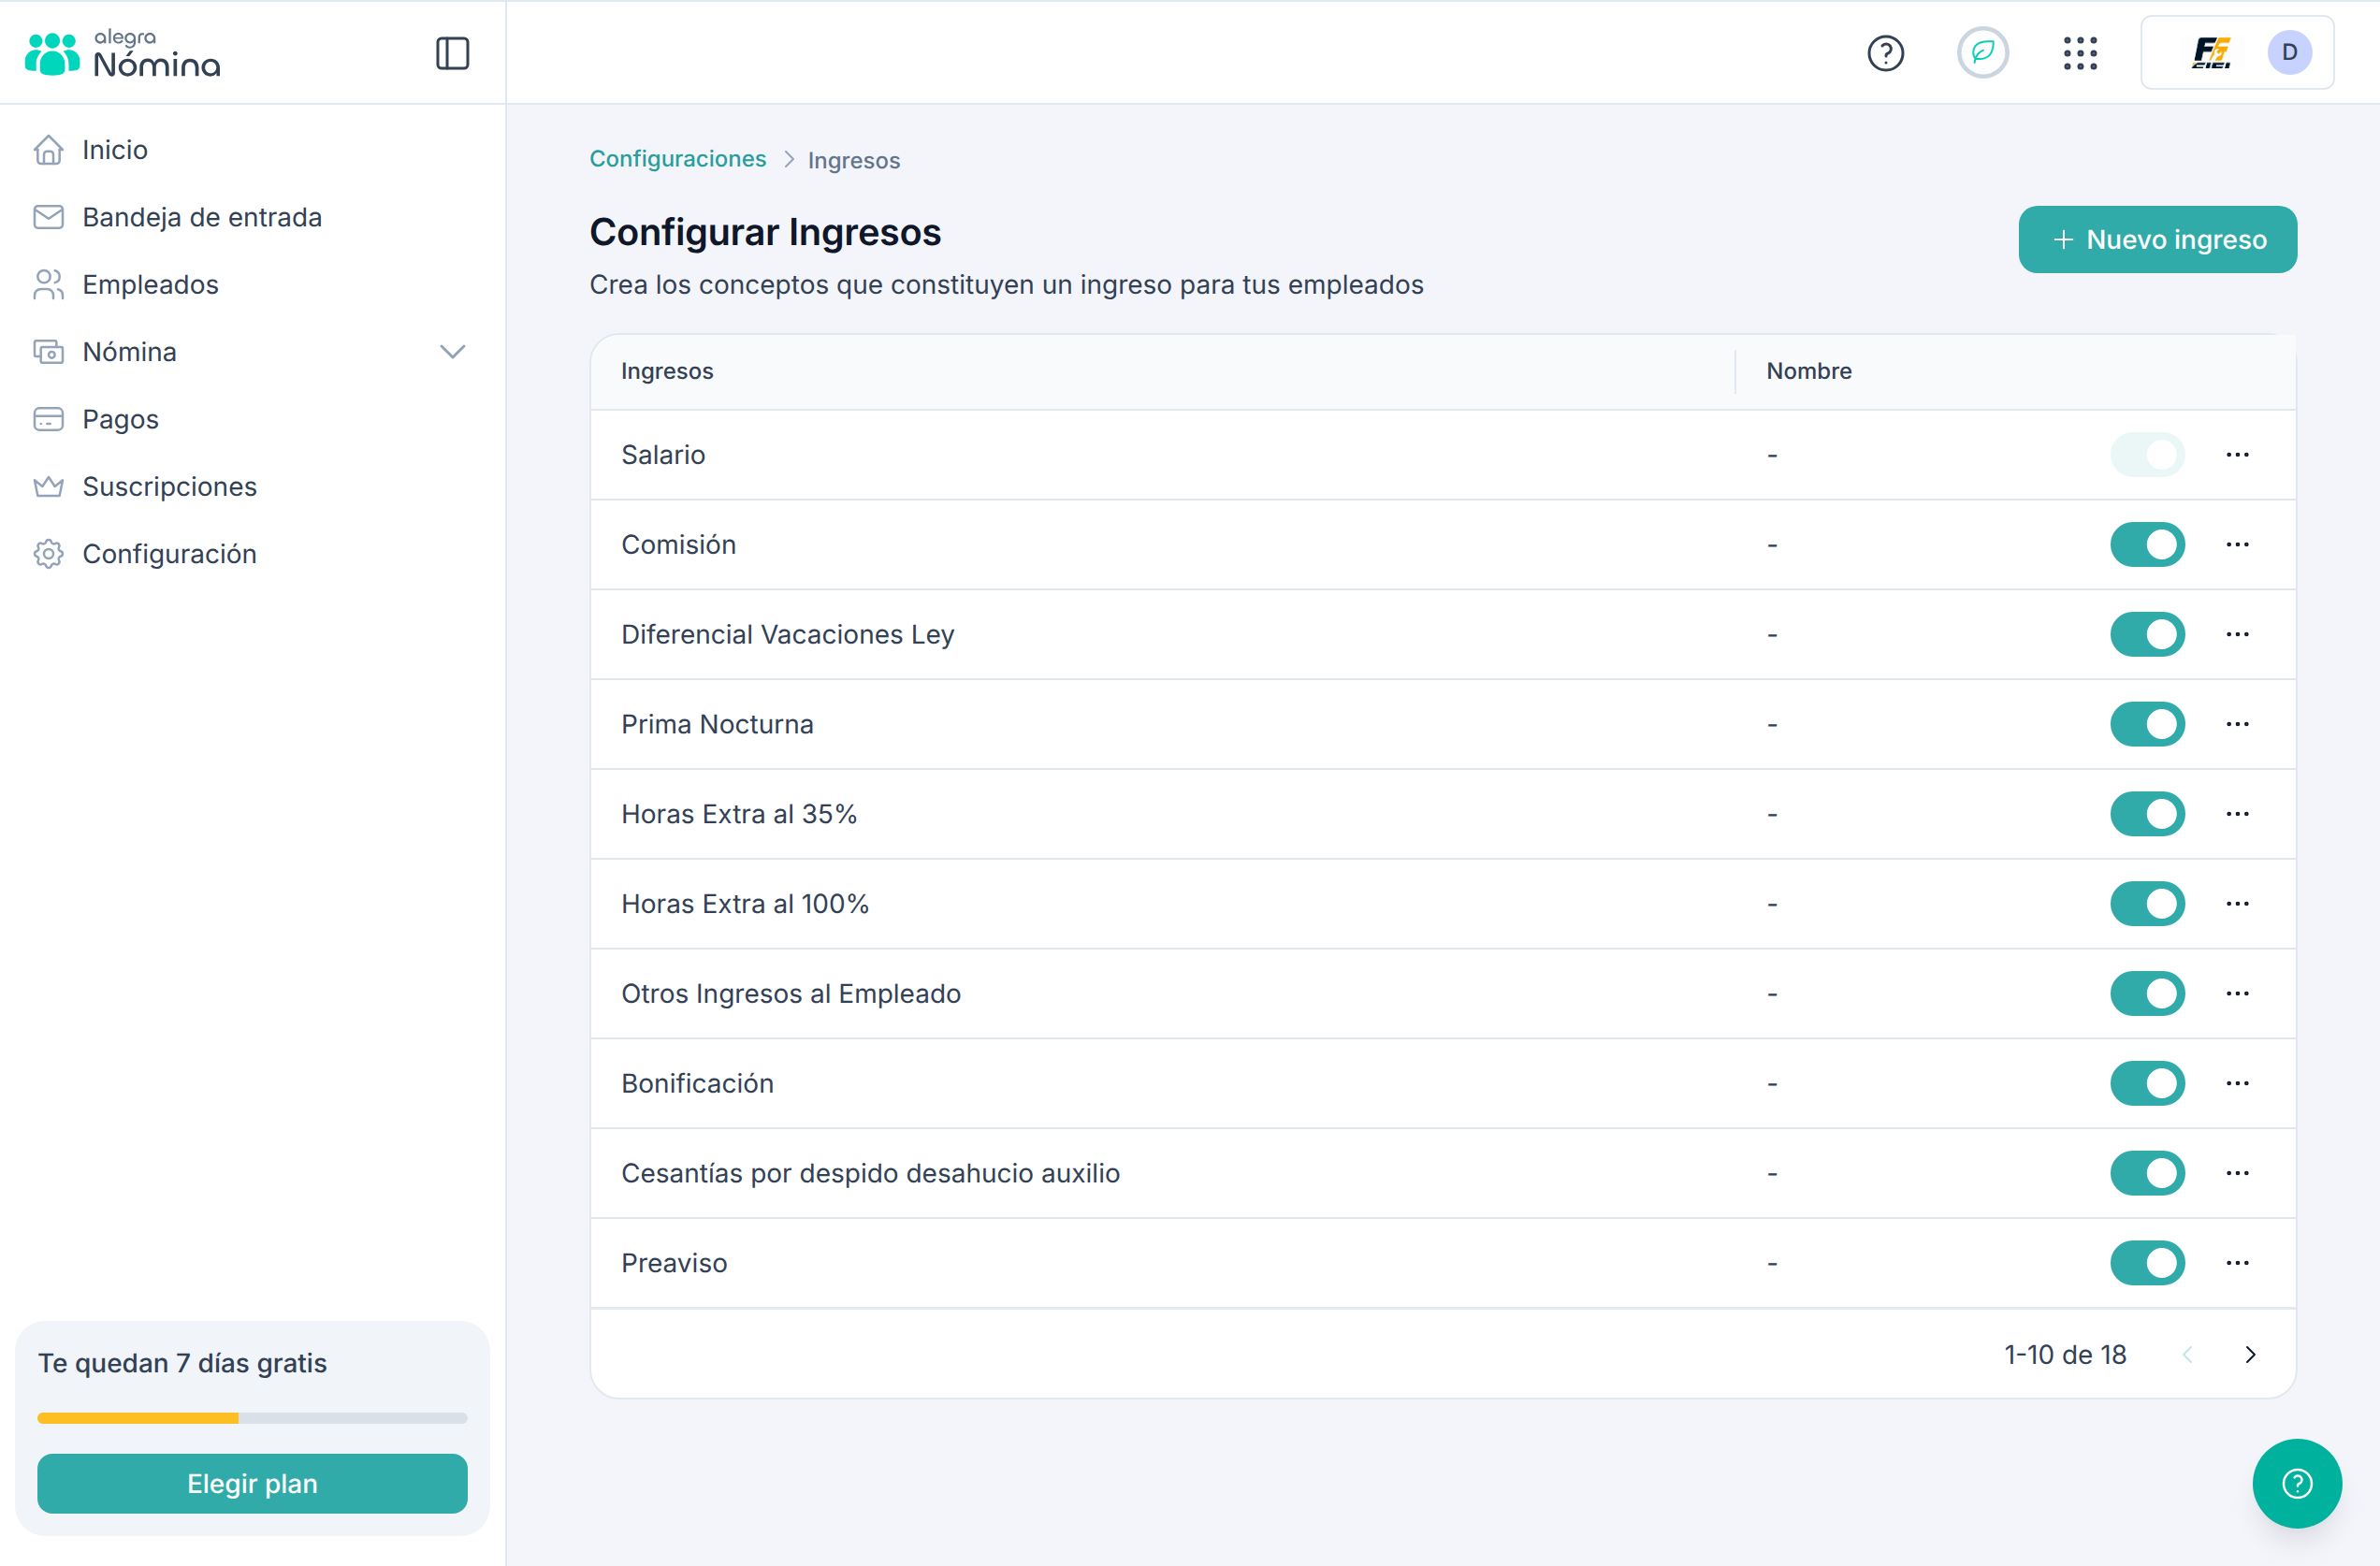 alegra
Nómina
D
Inicio
Bandeja de entrada
Empleados
Nómina
Pagos
Suscripciones
Configuración
Te quedan 7 días gratis
Elegir plan
Configuraciones > Ingresos
Configurar Ingresos
+ Nuevo ingreso
Crea los conceptos que constituyen un ingreso para tus empleados
Ingresos Nombre
Salario - ...
Comisión - ...
Diferencial Vacaciones Ley - ...
Prima Nocturna - ...
Horas Extra al 35% - ...
Horas Extra al 100% - ...
Otros Ingresos al Empleado - ...
Bonificación - ...
Cesantías por despido desahucio auxilio - ...
Preaviso - ...
1-10 de 18 < >